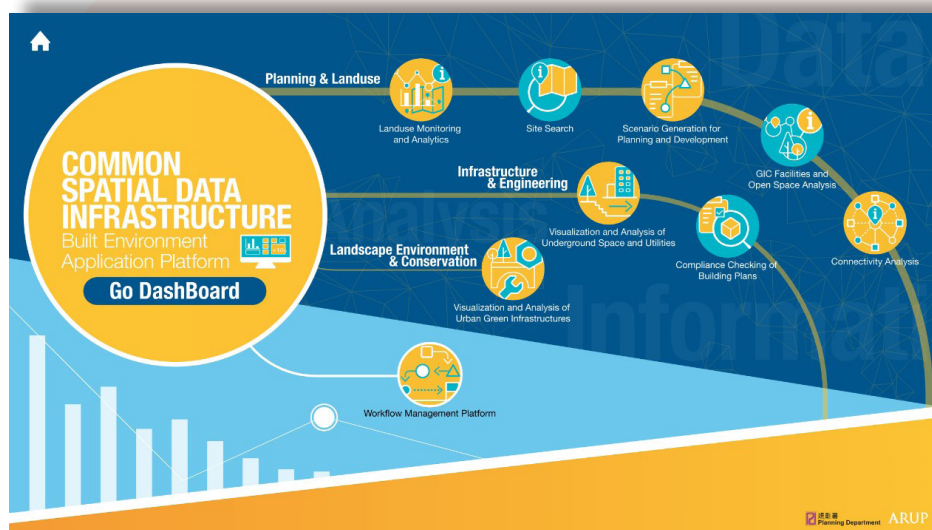 COMMON
SPATIAL DATA
INFRASTRUCTURE
Built Environment
Application Platform
Go DashBoard
Planning & Landuse
Landuse Monitoring
and Analytics
Site Search
Scenario Generation for
Planning and Development
GIC Facilities and
Open Space Analysis
Connectivity Analysis
Infrastructure
& Engineering
Visualization and Analysis of
Underground Space and Utilities
Compliance Checking of
Building Plans
Landscape Environment
& Conservation
Visualization and Analysis of
Urban Green Infrastructures
Workflow Management Platform
Data
Analysis
Informati
規劃署
Planning Department
ARUP